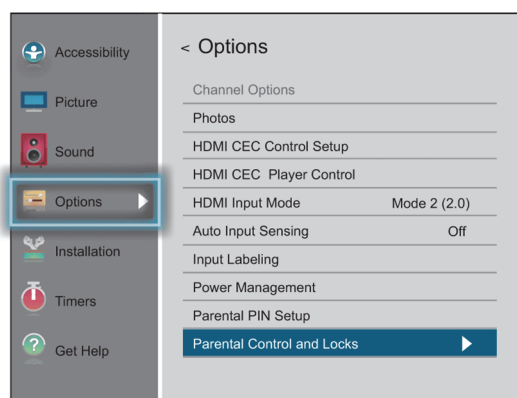 Accessibility
Picture
Sound
Options
Installation
Timers
Get Help
< Options
Channel Options
Photos
HDMI CEC Control Setup
HDMI CEC Player Control
HDMI Input Mode Mode 2 (2.0)
Auto Input Sensing Off
Input Labeling
Power Management
Parental PIN Setup
Parental Control and Locks